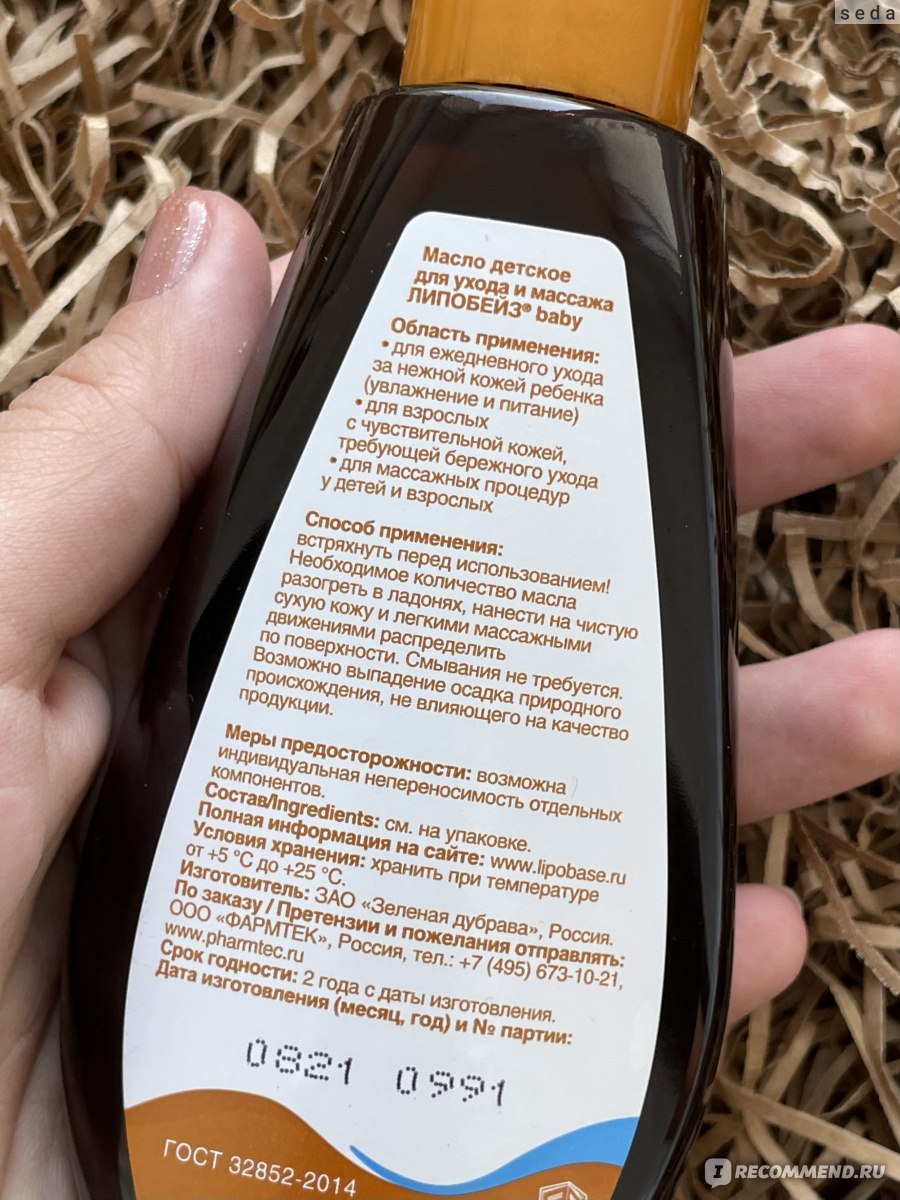 seda
Масло детское
для ухода и массажа
ЛИПОБЕЙЗ® baby
Область применения:
• для ежедневного ухода
за нежной кожей ребенка
(увлажнение и питание)
• для взрослых
с чувствительной кожей,
требующей бережного ухода
• для массажных процедур
у детей и взрослых
Способ применения:
встряхнуть перед использованием!
Необходимое количество масла
разогреть в ладонях, нанести на чистую
сухую кожу и легкими массажными
движениями распределить
по поверхности. Смывания не требуется.
Возможно выпадение осадка природного
происхождения, не влияющего на качество
продукции.
Меры предосторожности: возможна
индивидуальная непереносимость отдельных
компонентов.
Состав/Ingredients: см. на упаковке.
Полная информация на сайте: www.lipobase.ru
Условия хранения: хранить при температуре
от +5 °C до +25 °C.
Изготовитель: ЗАО «Зеленая дубрава», Россия.
По заказу / Претензии и пожелания отправлять:
ООО «ФАРМТЕК», Россия, тел.: +7 (495) 673-10-21,
www.pharmtec.ru
Срок годности: 2 года с даты изготовления.
Дата изготовления (месяц, год) и № партии:
0821 0991
ГОСТ 32852-2014
IRECOMMEND.RU